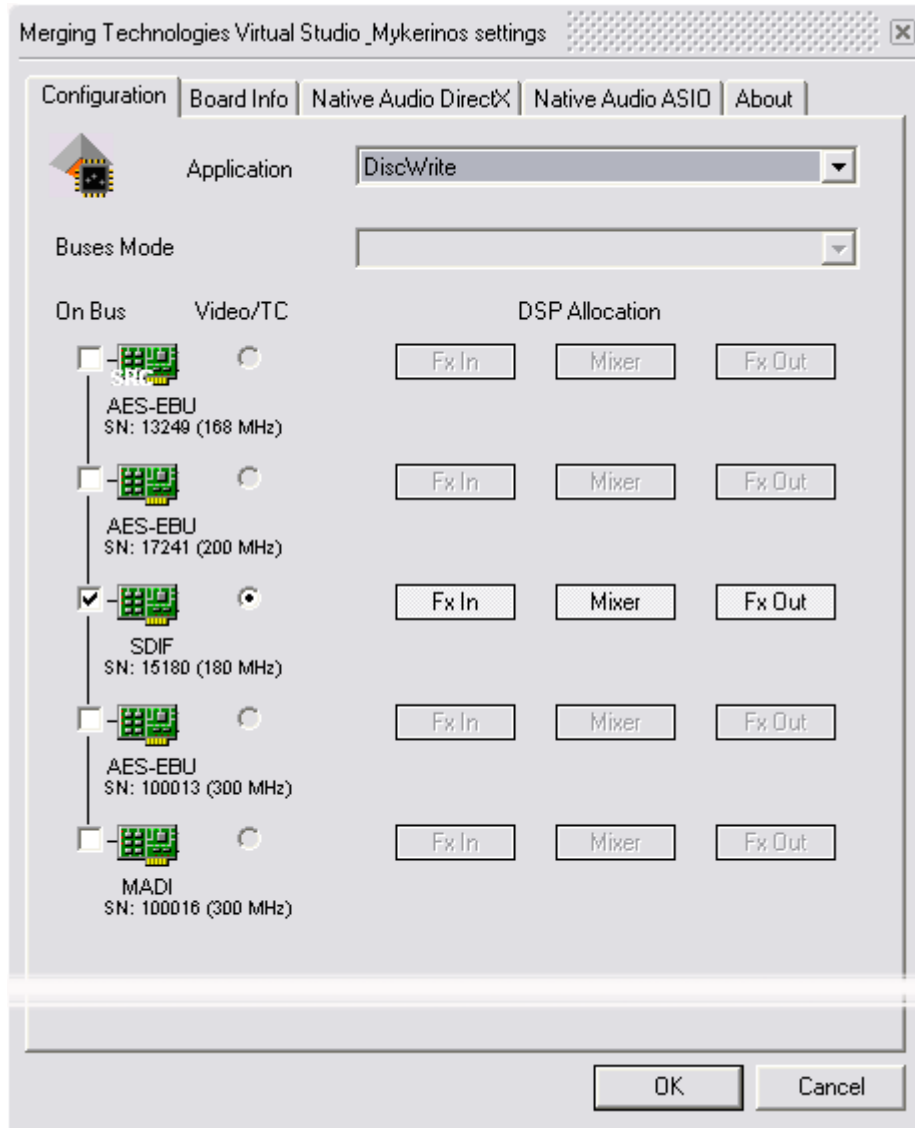 Merging Technologies Virtual Studio _Mykerinos settings
Configuration Board Info Native Audio DirectX Native Audio ASIO About
Application DiscWrite
Buses Mode
On Bus Video/TC DSP Allocation
Fx In Mixer Fx Out
SRC
AES-EBU
SN: 13249 (168 MHz)
Fx In Mixer Fx Out
AES-EBU
SN: 17241 (200 MHz)
Fx In Mixer Fx Out
SDIF
SN: 15180 (180 MHz)
Fx In Mixer Fx Out
AES-EBU
SN: 100013 (300 MHz)
Fx In Mixer Fx Out
MADI
SN: 100016 (300 MHz)
OK Cancel